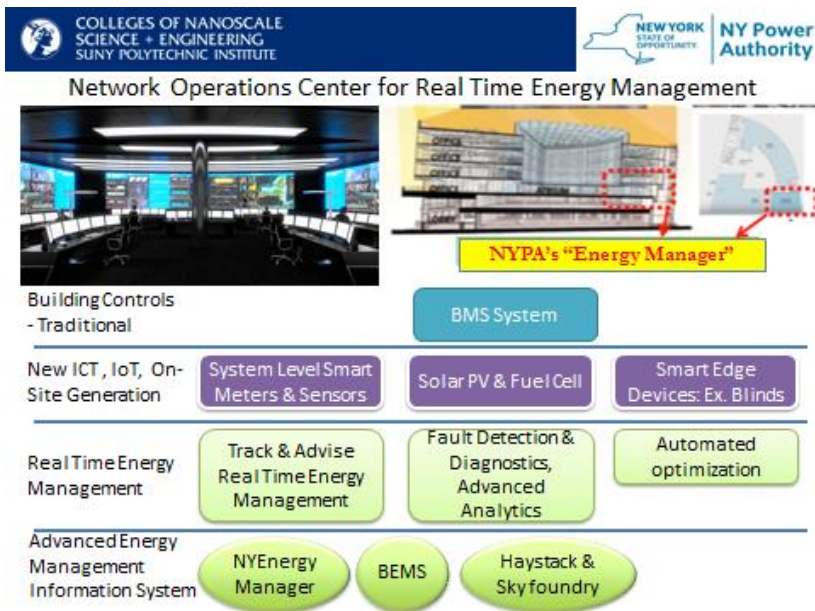 COLLEGES OF NANOSCALE
SCIENCE + ENGINEERING
SUNY POLYTECHNIC INSTITUTE
NEW YORK
STATE OF
OPPORTUNITY.
NY Power
Authority
Network Operations Center for Real Time Energy Management
OFFICE
OFFICE
OFFICE
NYPA's "Energy Manager"
Building Controls
- Traditional
BMS System
New ICT , IoT, On-
Site Generation
System Level Smart
Meters & Sensors
Solar PV & Fuel Cell
Smart Edge
Devices: Ex. Blinds
Real Time Energy
Management
Track & Advise
Real Time Energy
Management
Fault Detection &
Diagnostics,
Advanced
Analytics
Automated
optimization
Advanced Energy
Management
Information System
NYEnergy
Manager
BEMS
Haystack &
Skyfoundry